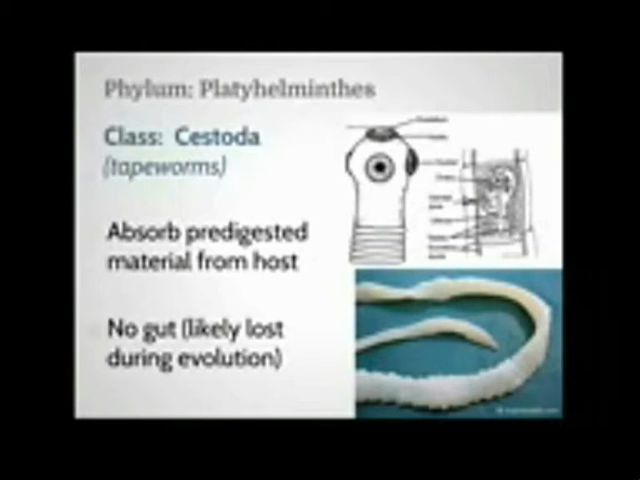 Phylum: Platyhelminthes
Class: Cestoda
(tapeworms)
Absorb predigested
material from host
No gut (likely lost
during evolution)